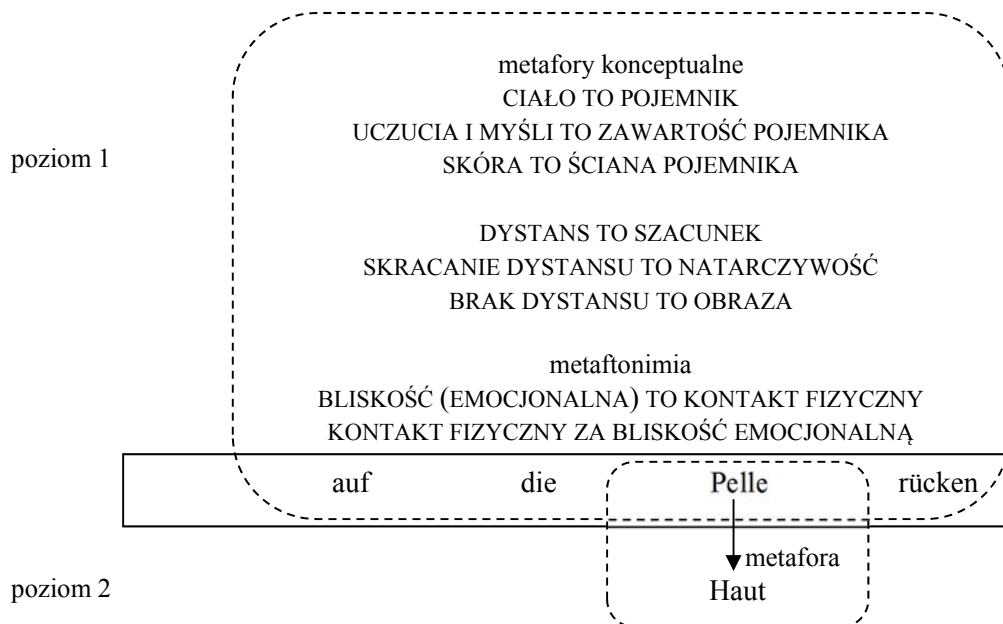 metafory konceptualne
CIAŁO TO POJEMNIK
UCZUCIA I MYŚLI TO ZAWARTOŚĆ POJEMNIKA
poziom 1
SKÓRA TO ŚCIANA POJEMNIKA
DYSTANS TO SZACUNEK
SKRACANIE DYSTANSU TO NATARCZYWOŚĆ
BRAK DYSTANSU TO OBRAZA
metaftonimia
BLISKOŚĆ (EMOCJONALNA) TO KONTAKT FIZYCZNY
KONTAKT FIZYCZNY ZA BLISKOŚĆ EMOCJONALNĄ
auf die Pelle rücken
metafora
poziom 2 Haut